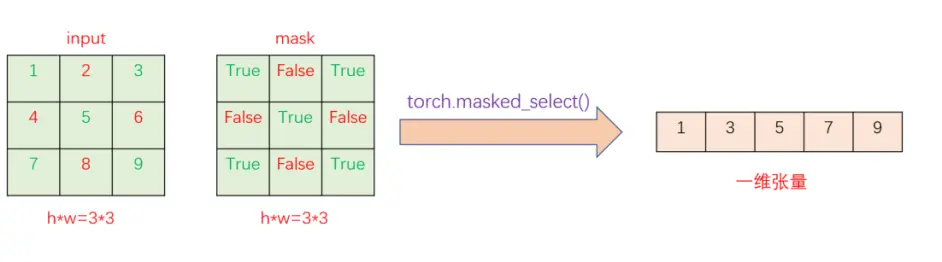 input
mask
1 2 3
True False True
4 5 6
False True False
7 8 9
True False True
torch.masked_select()
1 3 5 7 9
一维张量
h*w=3*3
h*w=3*3